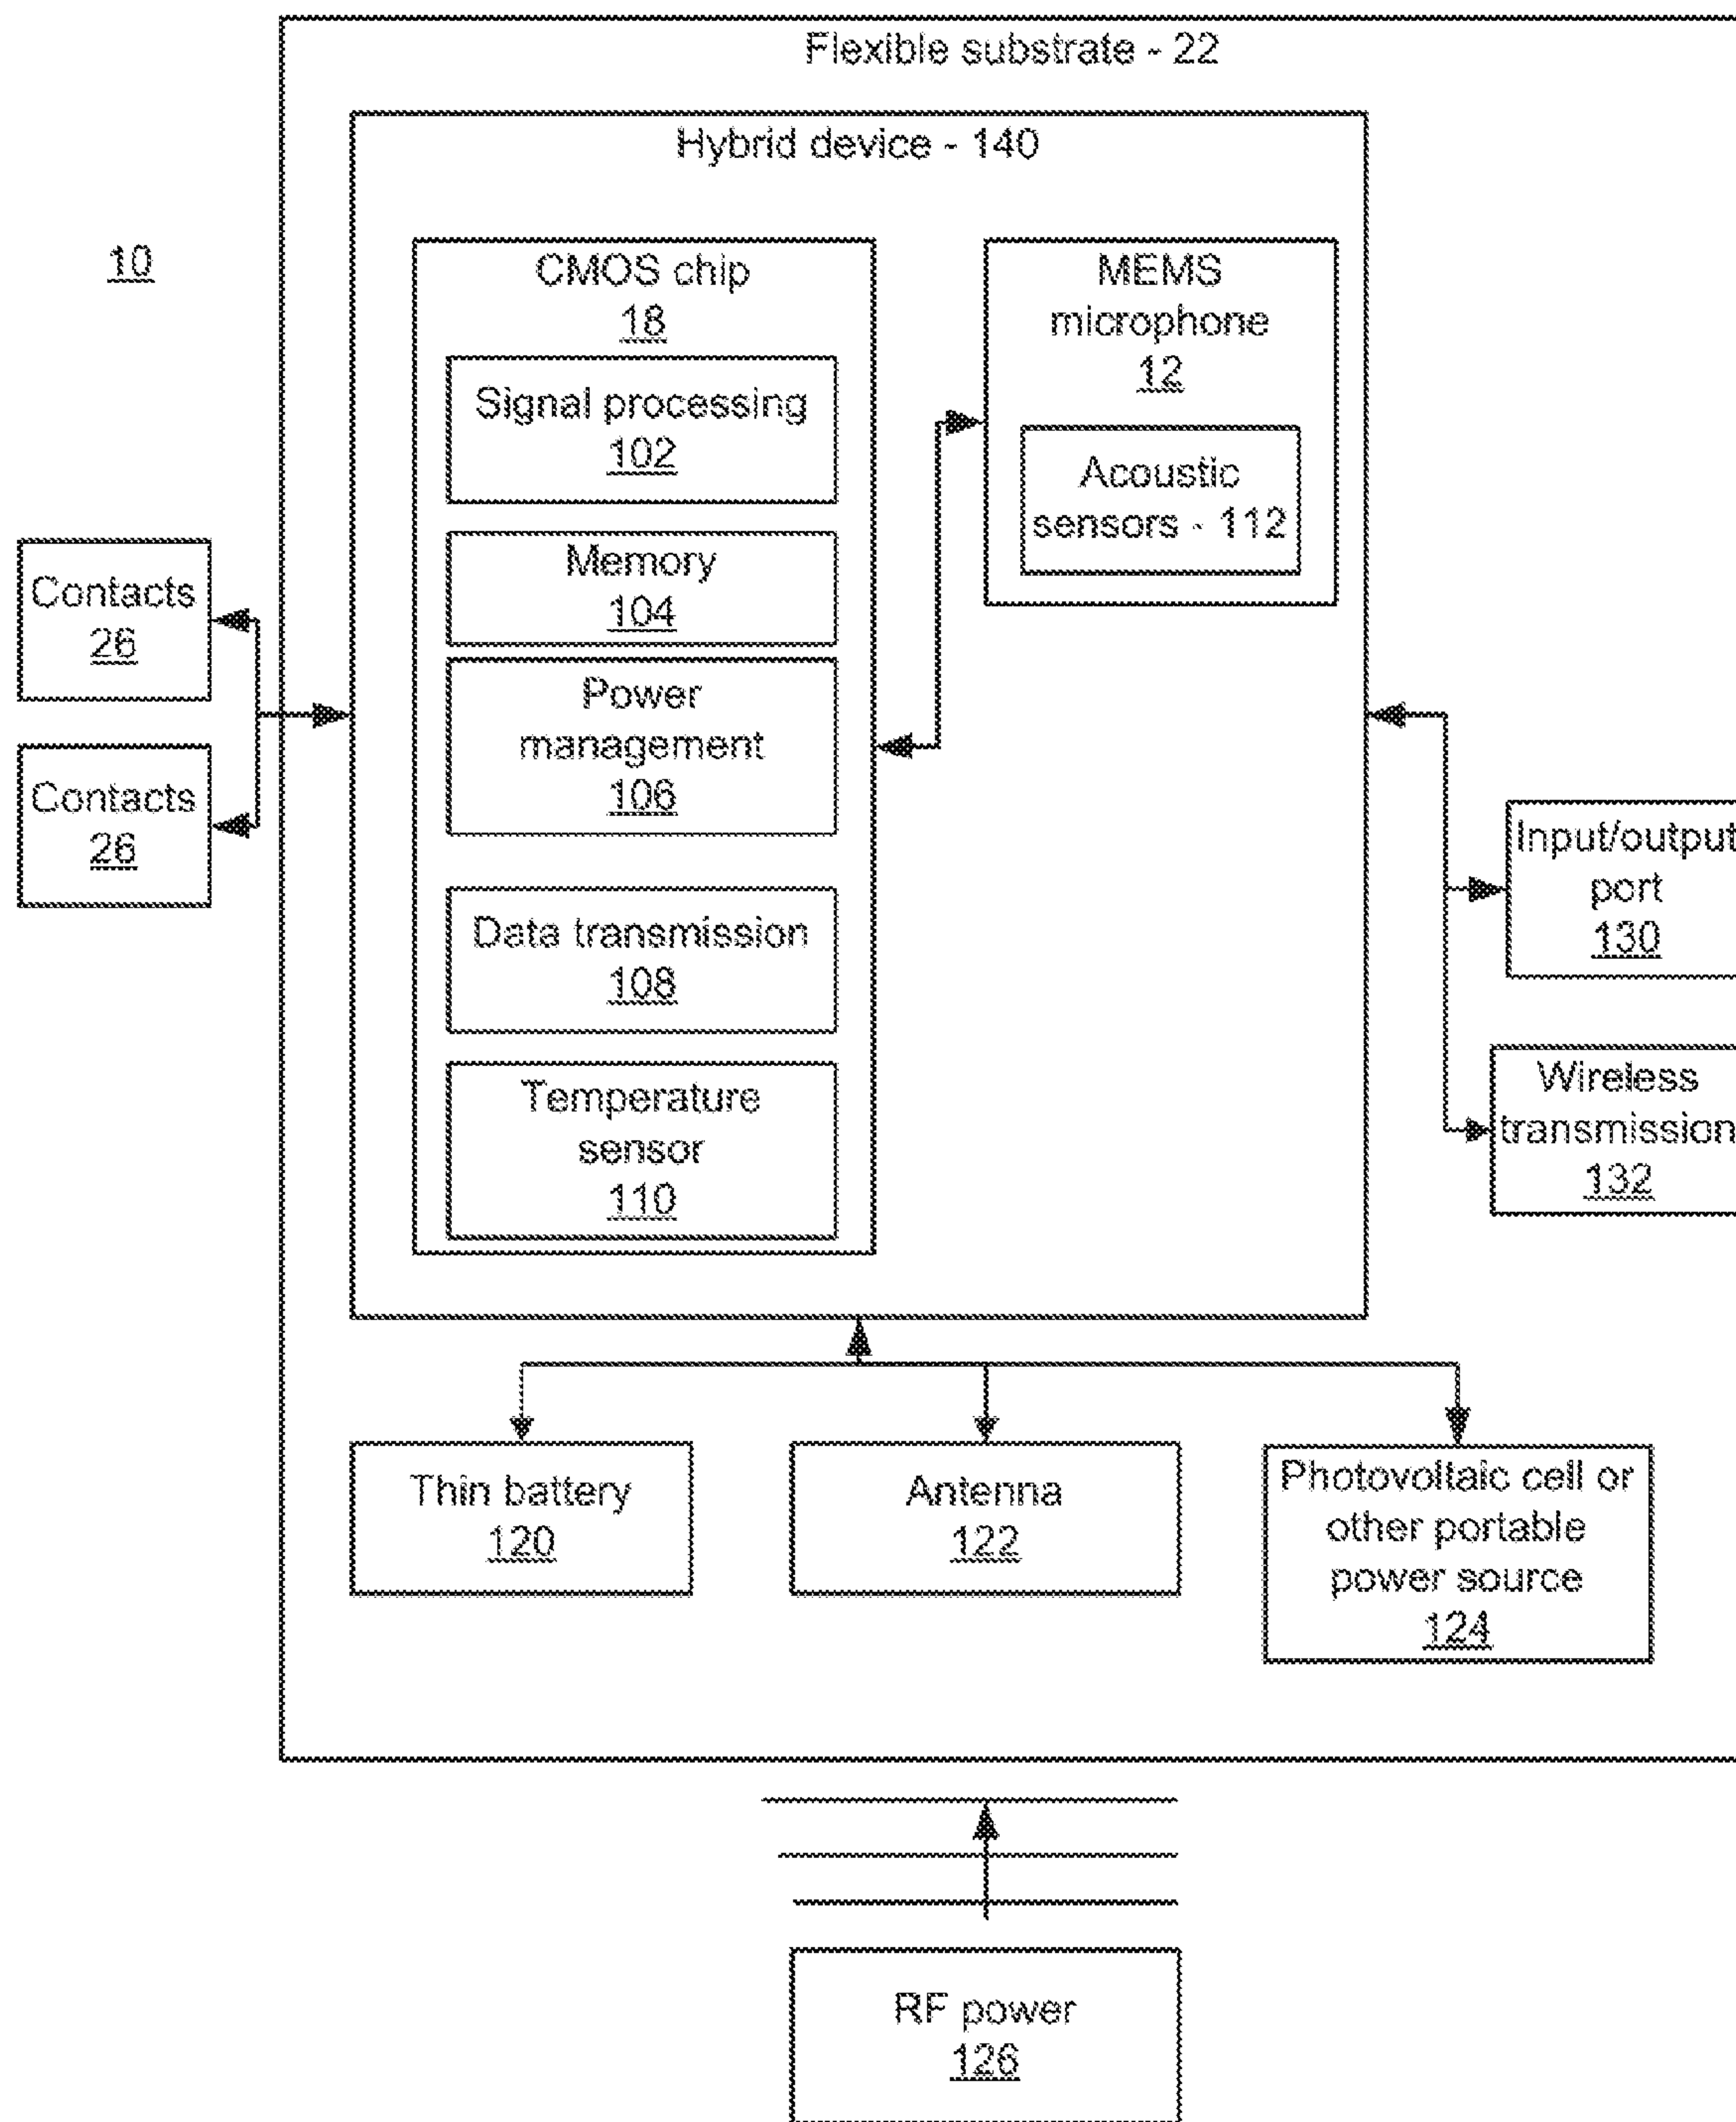 Flexible substrate - 22
Hybrid device - 140
10
CMOS chip
18
Signal processing
102
Memory
104
Power
management
106
Data transmission
108
Temperature
sensor
110
MEMS
microphone
12
Acoustic
sensors - 112
Contacts
26
Contacts
26
Input/output
port
130
Wireless
transmission
132
Thin battery
120
Antenna
122
Photovoltaic cell or
other portable
power source
124
RF power
126